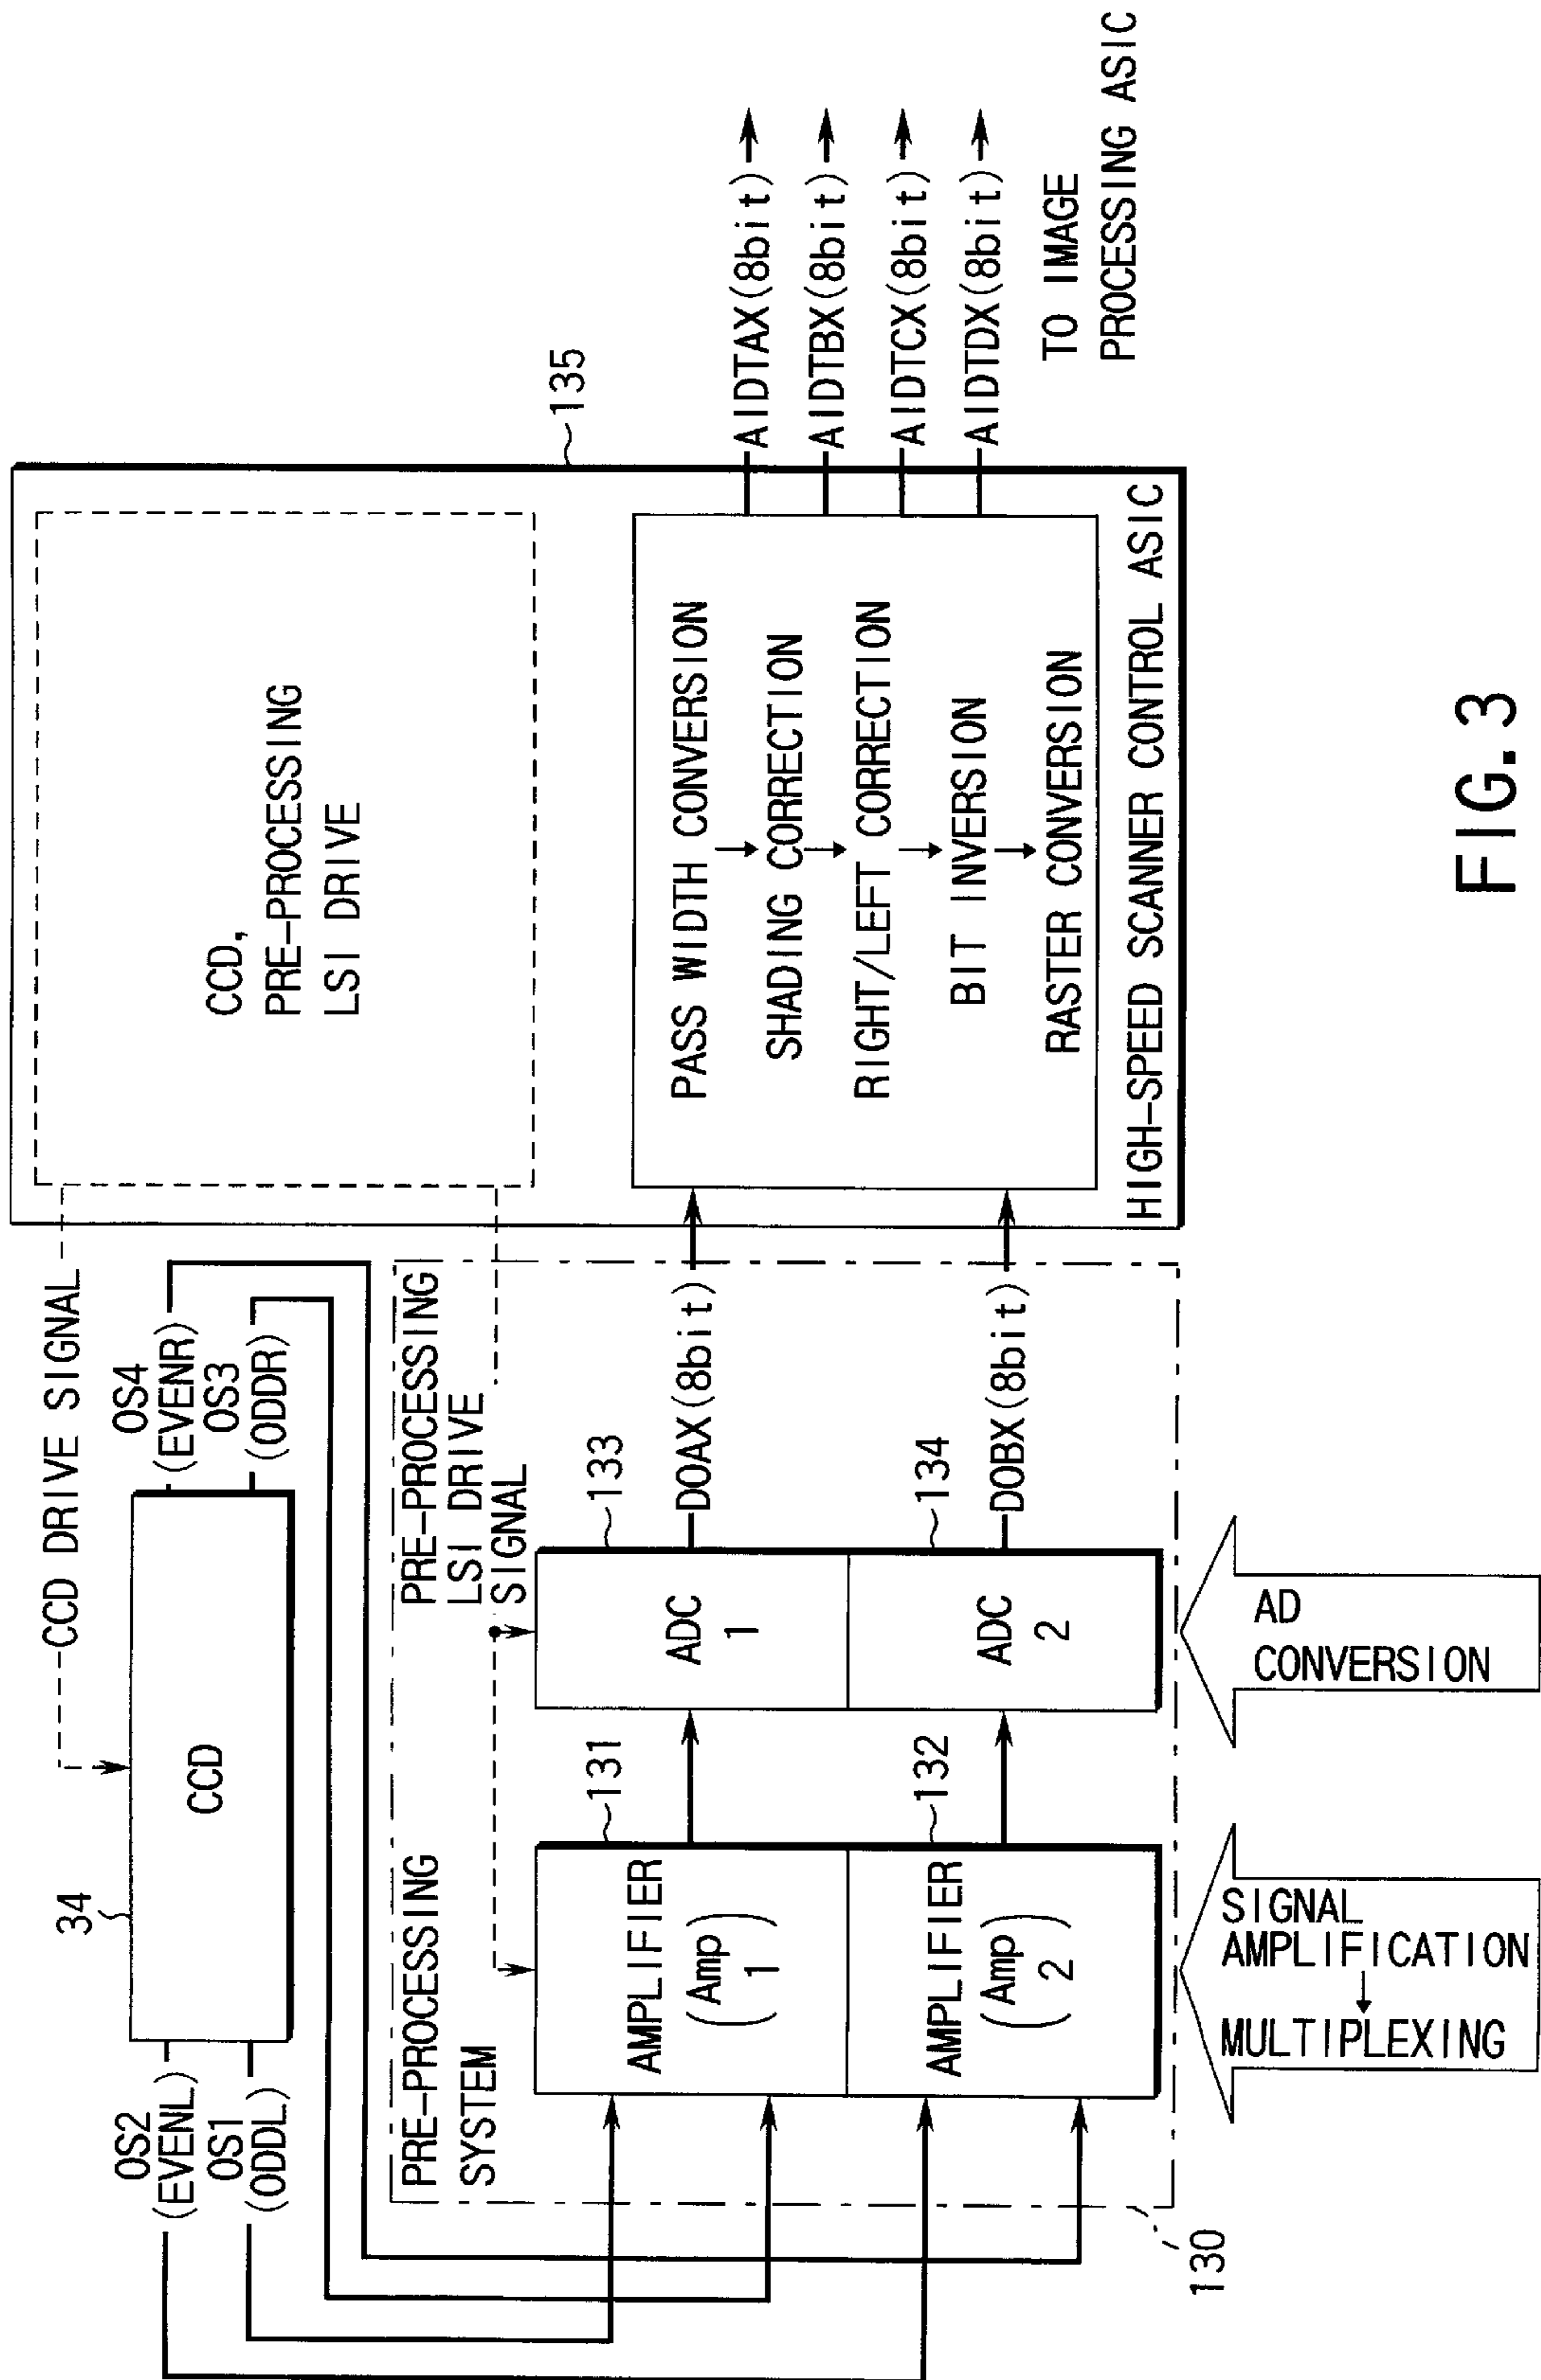 CCD DRIVE SIGNAL
34
CCD
OS2
(EVENL)
OS1
(ODDL)
OS4
(EVENR)
OS3
(ODDR)
CCD,
PRE-PROCESSING
LSI DRIVE
135
PRE-PROCESSING
SYSTEM
PRE-PROCESSING
LSI DRIVE
SIGNAL
131
AMPLIFIER
(Amp
1)
132
AMPLIFIER
(Amp
2)
133
ADC
1
134
ADC
2
DOAX(8bit)
DOBX(8bit)
PASS WIDTH CONVERSION
SHADING CORRECTION
RIGHT/LEFT CORRECTION
BIT INVERSION
RASTER CONVERSION
HIGH-SPEED SCANNER CONTROL ASIC
AIDTAX(8bit)
AIDTBX(8bit)
AIDTCX(8bit)
AIDTDX(8bit)
TO IMAGE
PROCESSING ASIC
130
SIGNAL
AMPLIFICATION
MULTIPLEXING
AD
CONVERSION
FIG. 3